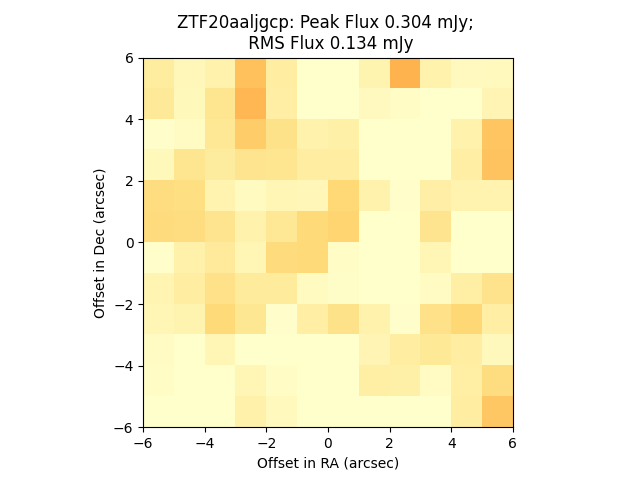 ZTF20aaljgcp: Peak Flux 0.304 mJy;
RMS Flux 0.134 mJy
6
4
2
0
−2
−4
−6
Offset in Dec (arcsec)
−6 −4 −2 0 2 4 6
Offset in RA (arcsec)